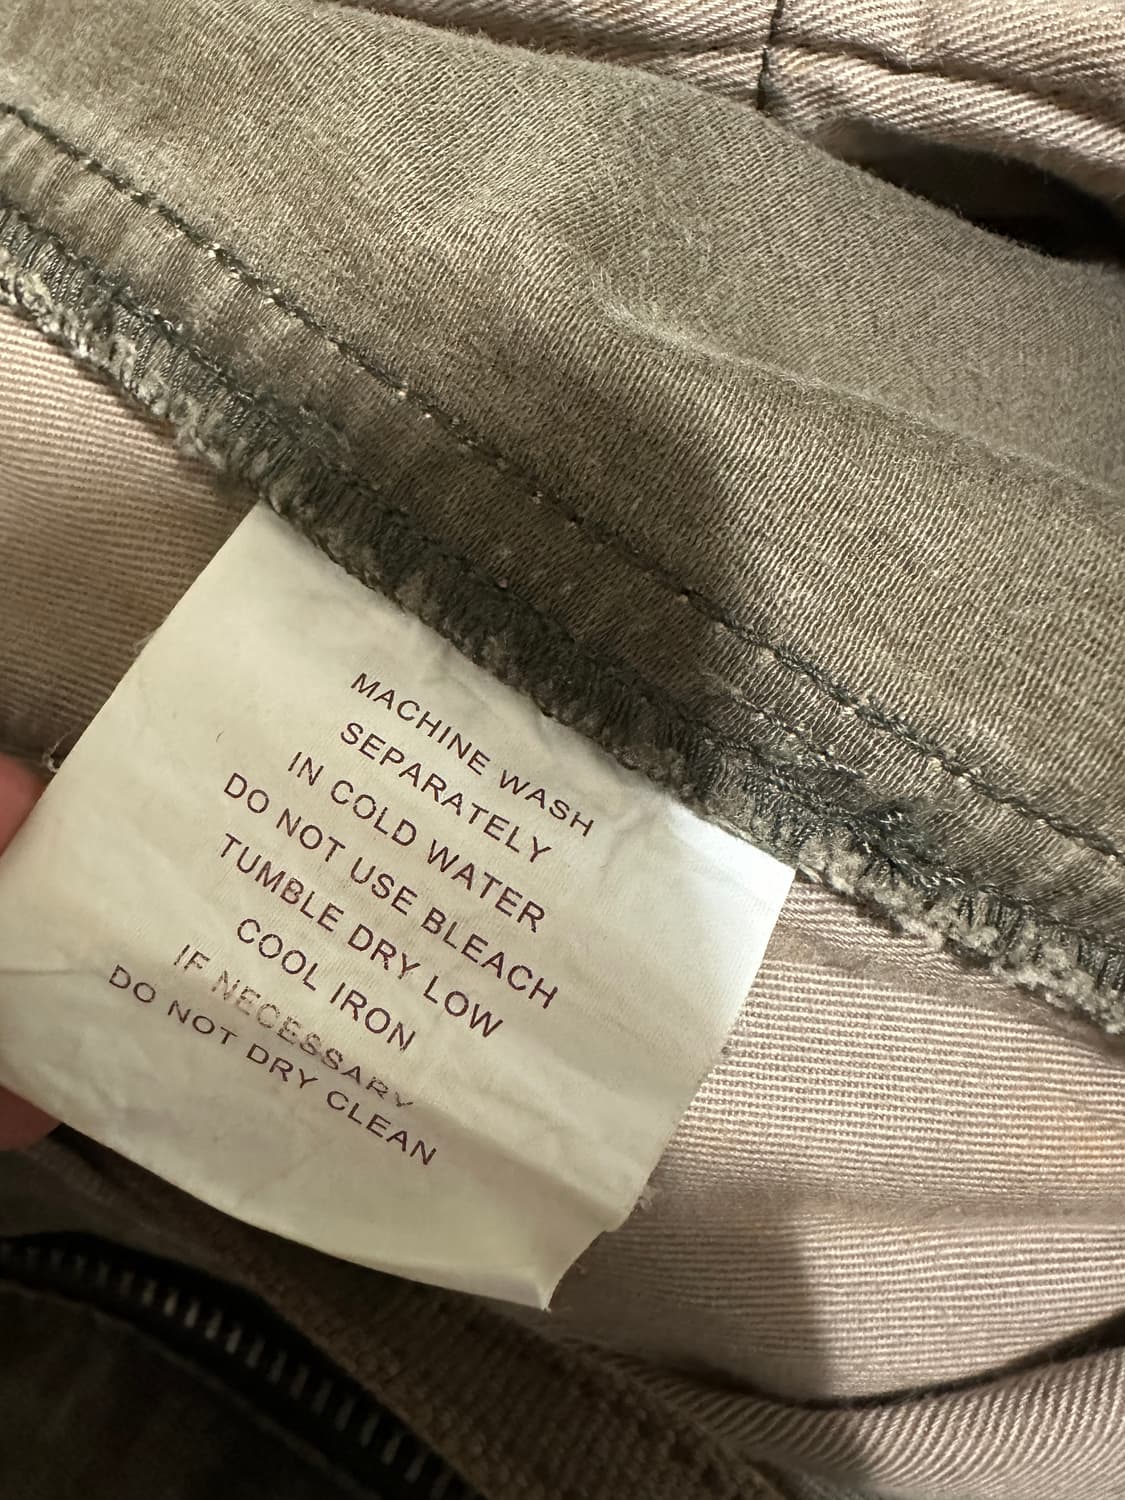 MACHINE WASH
SEPARATELY
IN COLD WATER
DO NOT USE BLEACH
TUMBLE DRY LOW
COOL IRON
IF NECESSARY
DO NOT DRY CLEAN